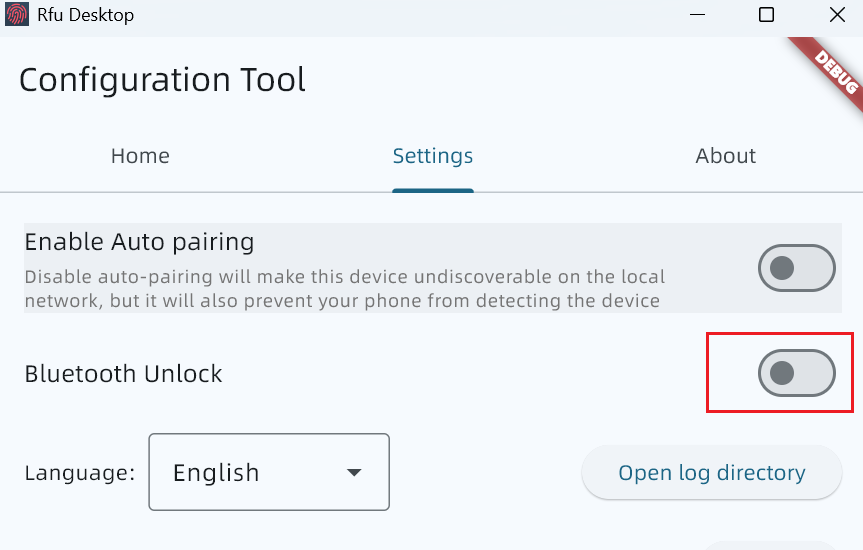 Rfu Desktop
DEBUG
Configuration Tool
Home
Settings
About
Enable Auto pairing
Disable auto-pairing will make this device undiscoverable on the local
network, but it will also prevent your phone from detecting the device
Bluetooth Unlock
Language:
English
Open log directory